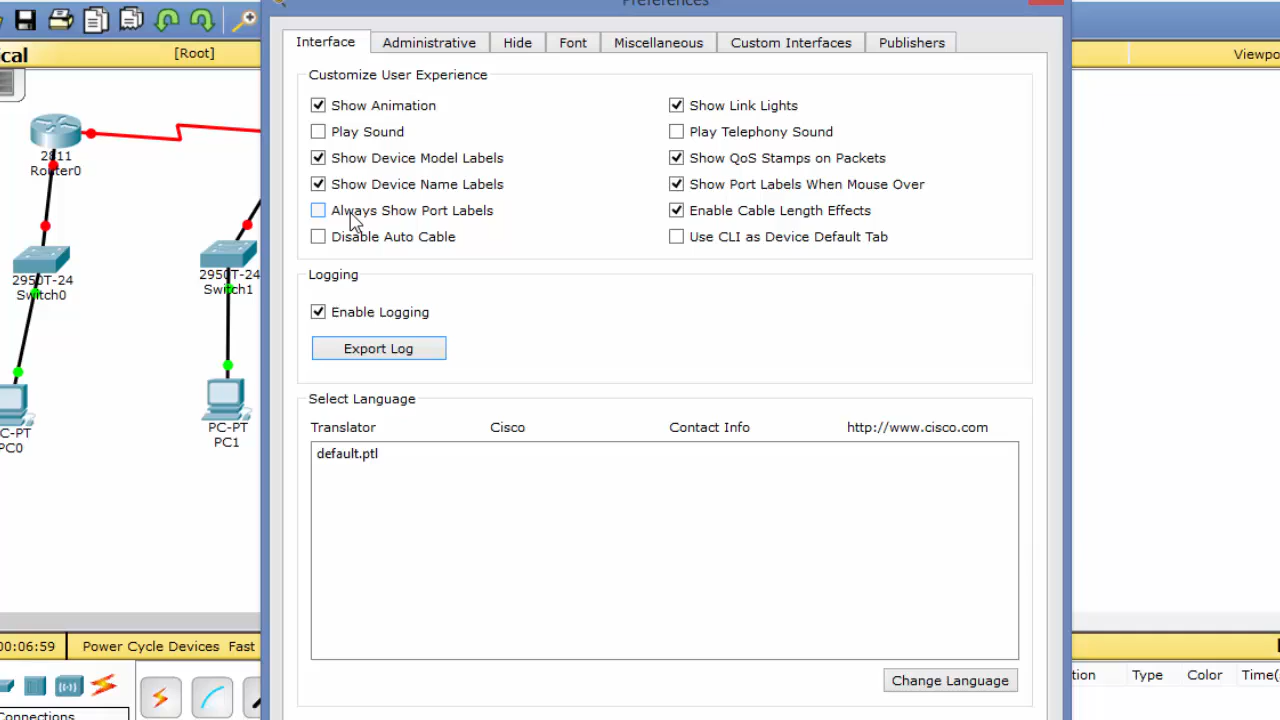 Preferences
cal
[Root]
Viewpo
Interface
Administrative
Hide
Font
Miscellaneous
Custom Interfaces
Publishers
Customize User Experience
Show Animation
Show Link Lights
Play Sound
Play Telephony Sound
Show Device Model Labels
Show QoS Stamps on Packets
Show Device Name Labels
Show Port Labels When Mouse Over
Always Show Port Labels
Enable Cable Length Effects
Disable Auto Cable
Use CLI as Device Default Tab
2811
Router0
2950T-24
Switch0
2950T-24
Switch1
C-PT
PC0
PC-PT
PC1
Logging
Enable Logging
Export Log
Select Language
Translator
Cisco
Contact Info
http://www.cisco.com
default.ptl
Change Language
00:06:59
Power Cycle Devices Fast
Connections
tion
Type
Color
Time(